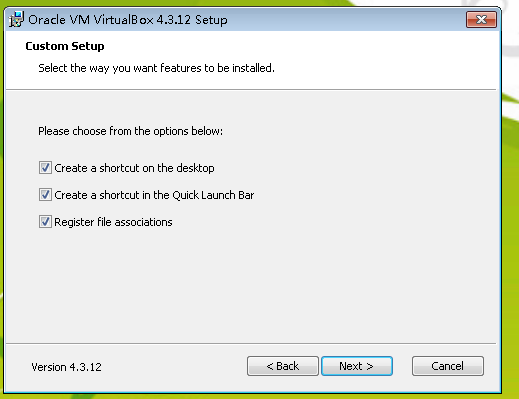 Oracle VM VirtualBox 4.3.12 Setup
Custom Setup
Select the way you want features to be installed.
Please choose from the options below:
Create a shortcut on the desktop
Create a shortcut in the Quick Launch Bar
Register file associations
Version 4.3.12
< Back
Next >
Cancel